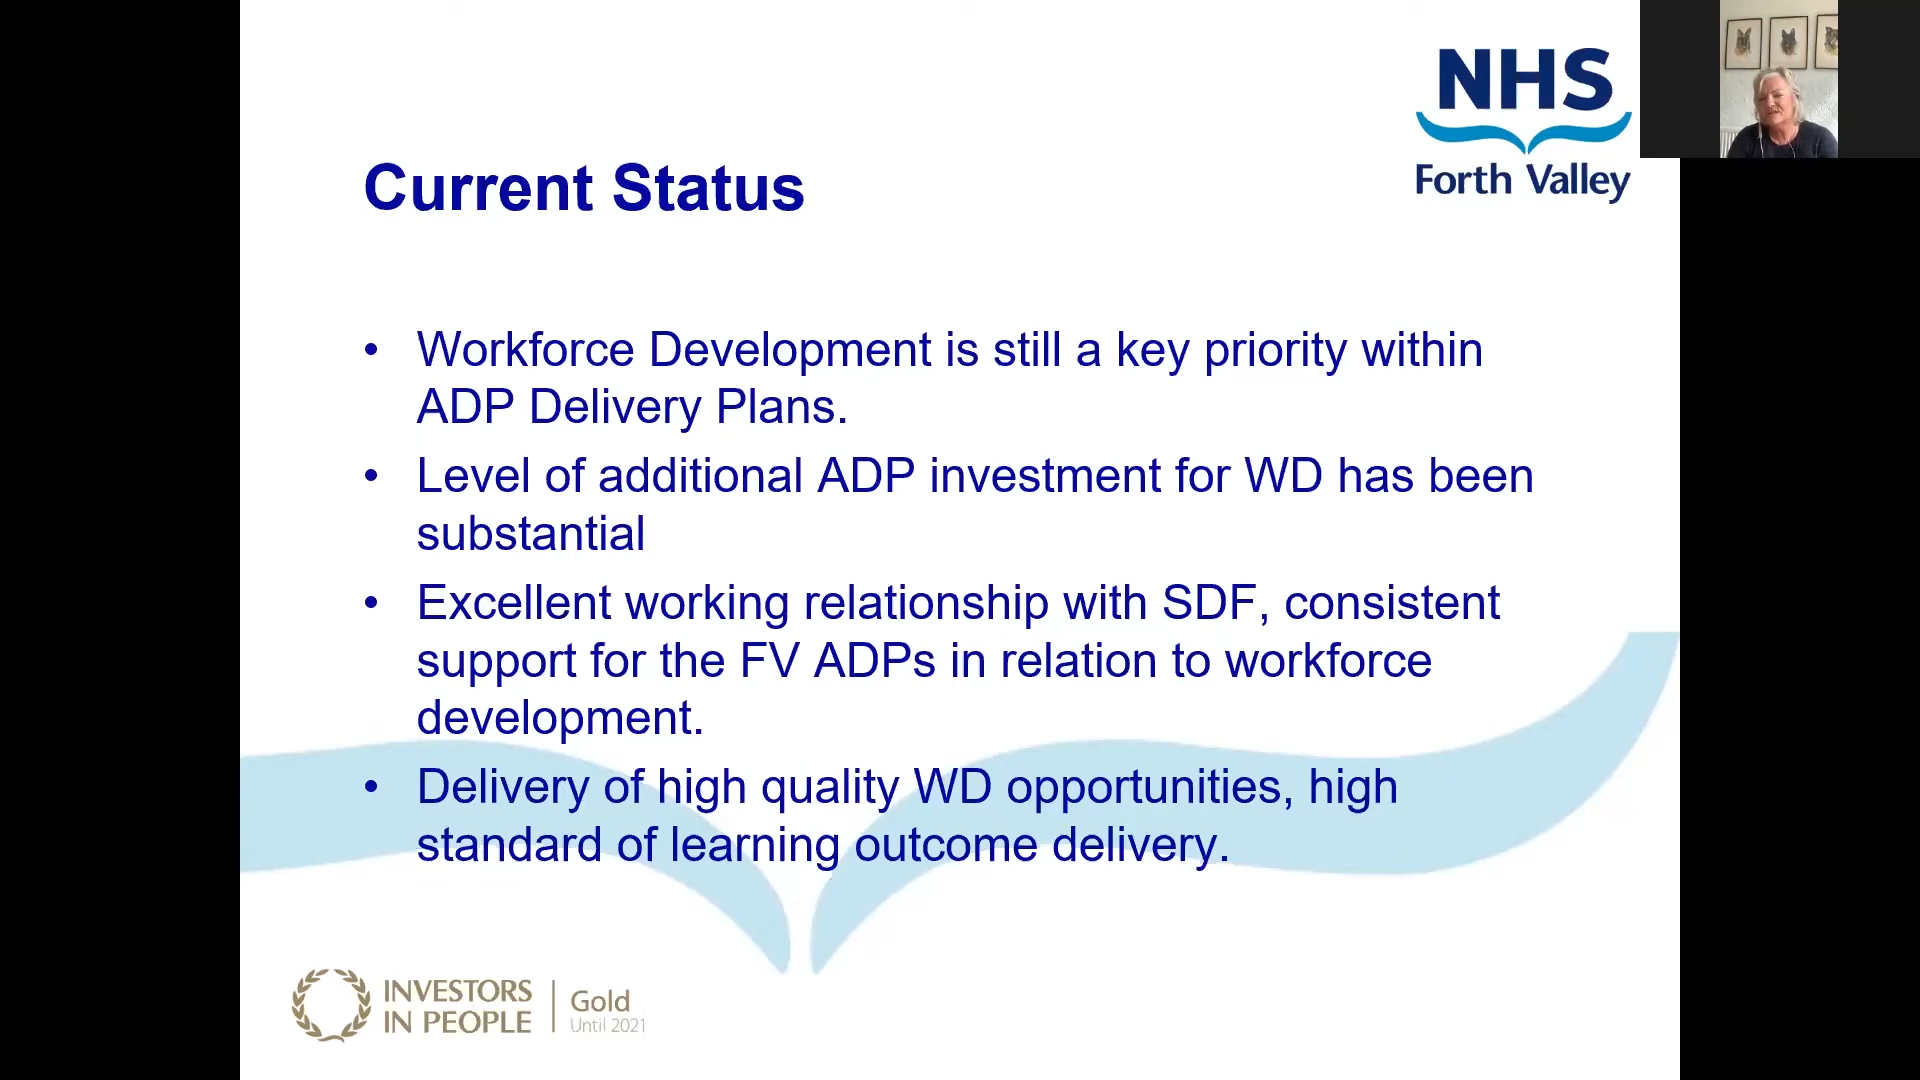 NHS
Forth Valley
Current Status
• Workforce Development is still a key priority within
ADP Delivery Plans.
• Level of additional ADP investment for WD has been
substantial
• Excellent working relationship with SDF, consistent
support for the FV ADPs in relation to workforce
development.
• Delivery of high quality WD opportunities, high
standard of learning outcome delivery.
INVESTORS
IN PEOPLE
Gold
Until 2021